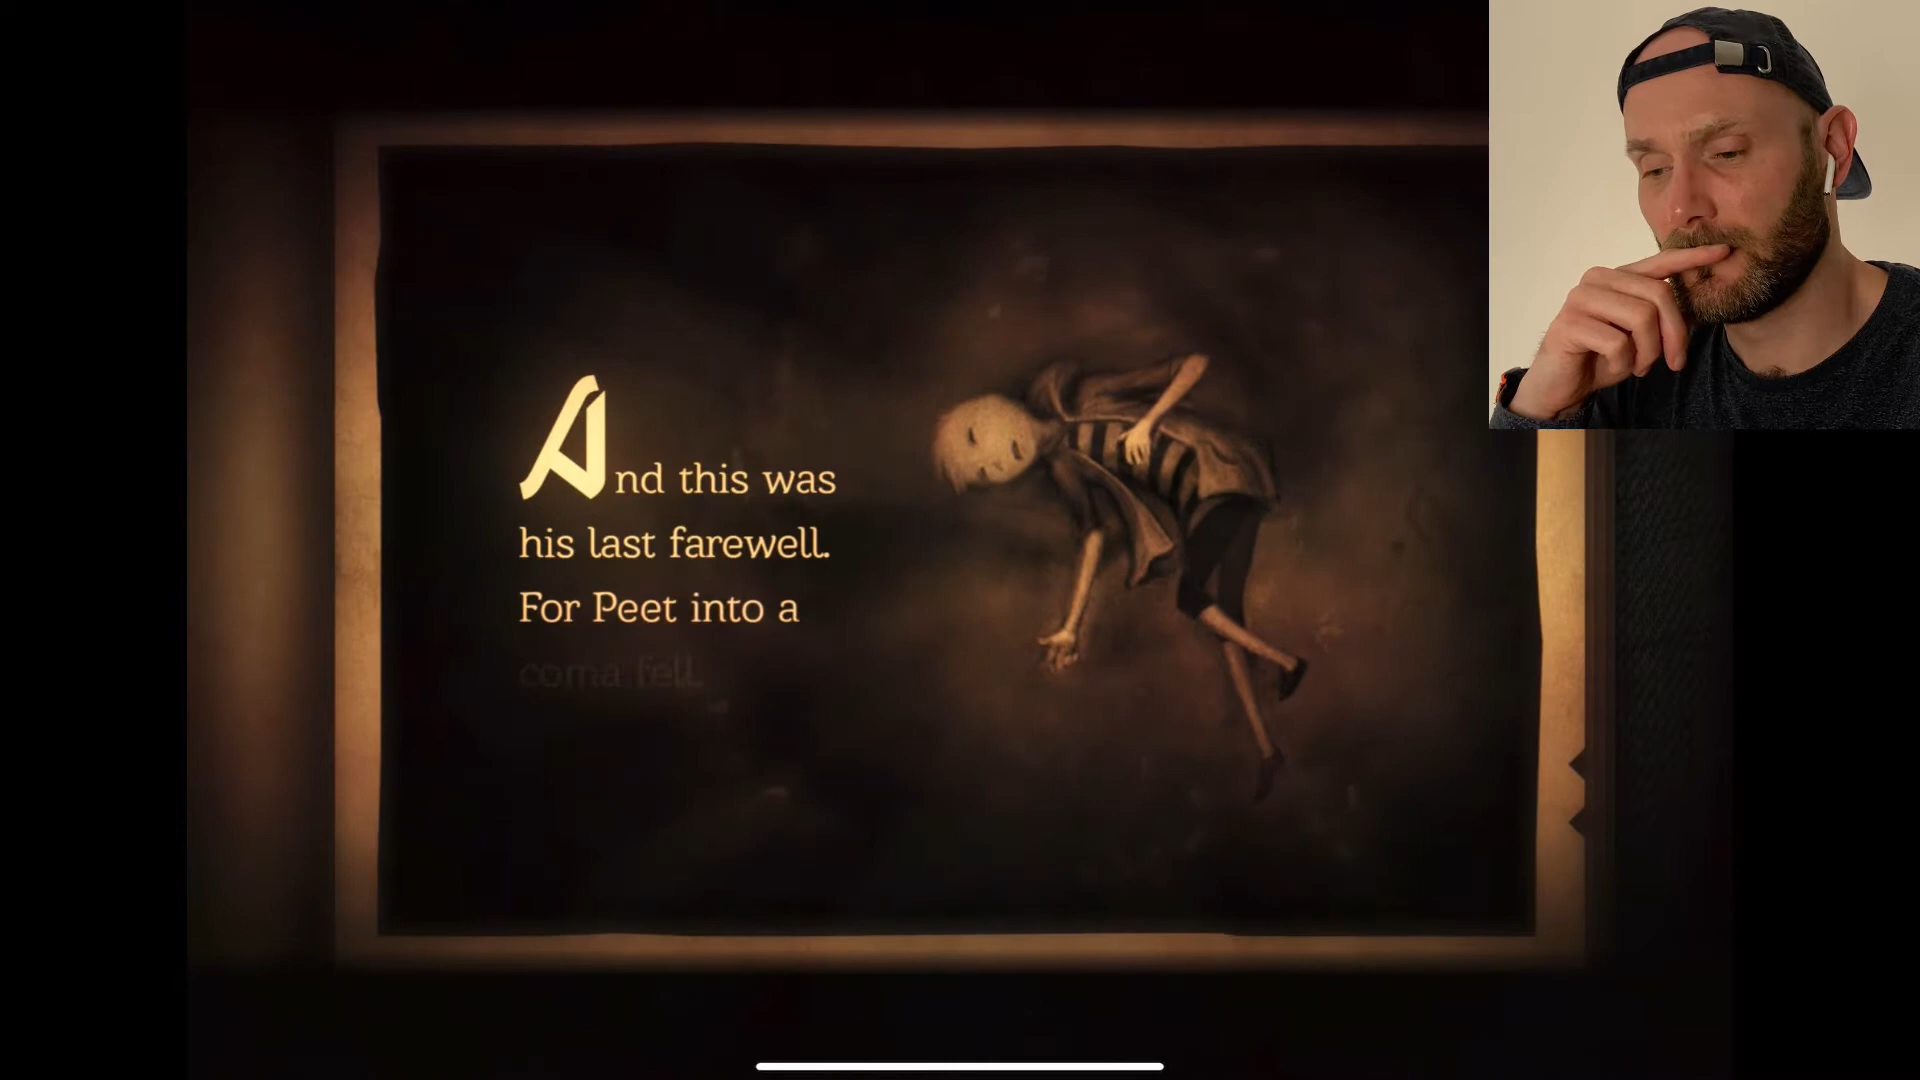 And this was
his last farewell.
For Peet into a
coma fell.